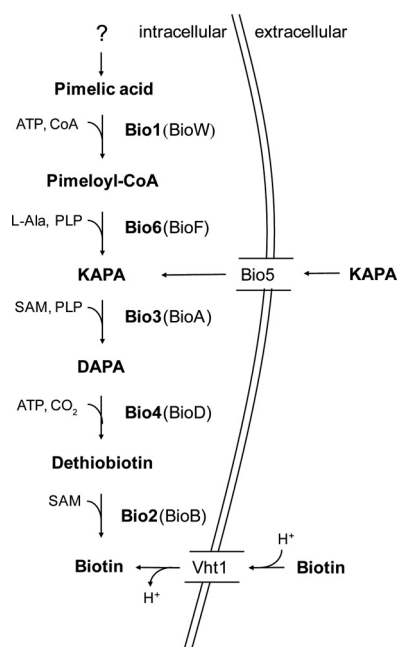 ? intracellular extracellular
Pimelic acid
ATP, CoA Bio1(BioW)
Pimeloyl-CoA
L-Ala, PLP Bio6(BioF)
KAPA Bio5 KAPA
SAM, PLP Bio3(BioA)
DAPA
ATP, CO₂ Bio4(BioD)
Dethiobiotin
SAM Bio2(BioB)
H⁺
Biotin Vht1 Biotin
H⁺